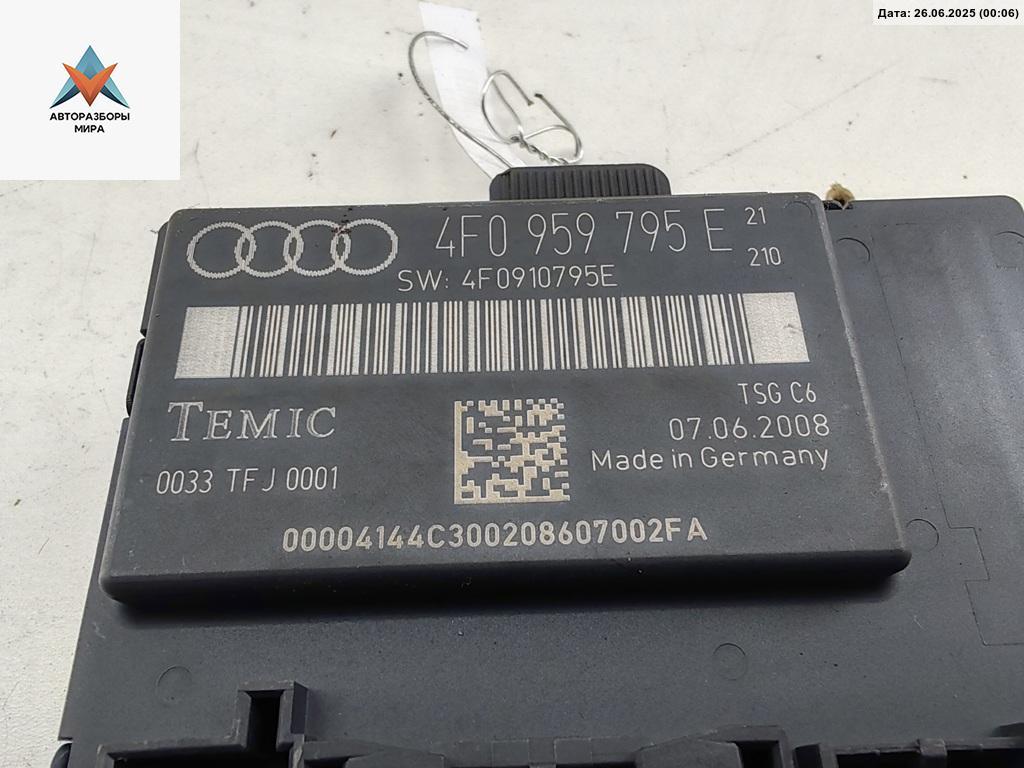 Дата: 26.06.2025 (00:06)
АВТОРАЗБОРЫ
МИРА
4F0 959 795 E 21
210
SW: 4F0910795E
TEMIC
TSG C6
07.06.2008
Made in Germany
0033 TFJ 0001
00004144C300208607002FA